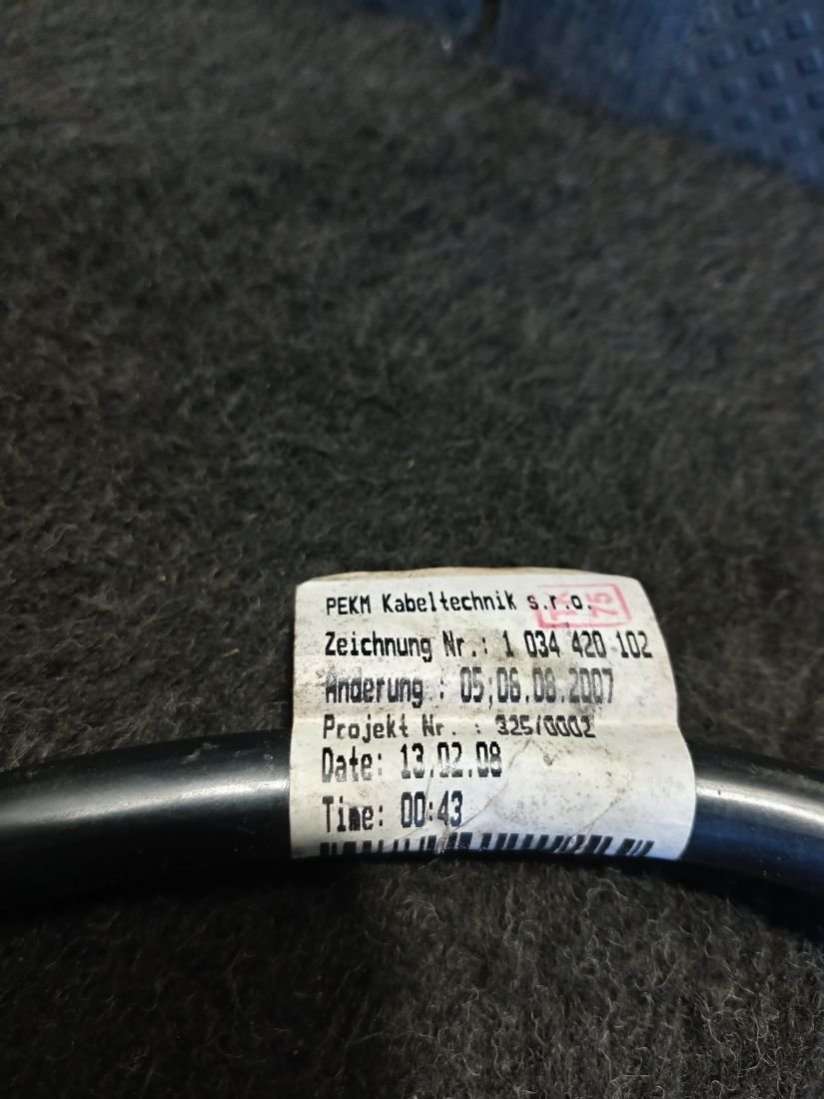 PEKM Kabeltechnik s.r.o.
Zeichnung Nr.: 1 034 420 102
Änderung : 05;06.08.2007
Projekt Nr. : 325/0002
Date: 13.02.08
Time: 00:43